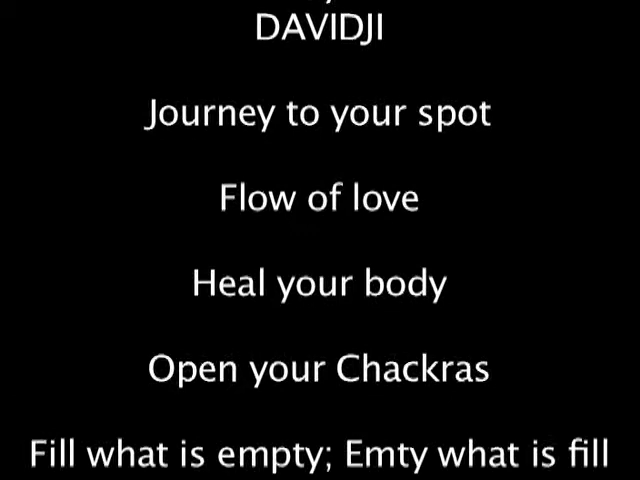 DAVIDJI
Journey to your spot
Flow of love
Heal your body
Open your Chackras
Fill what is empty; Emty what is fill